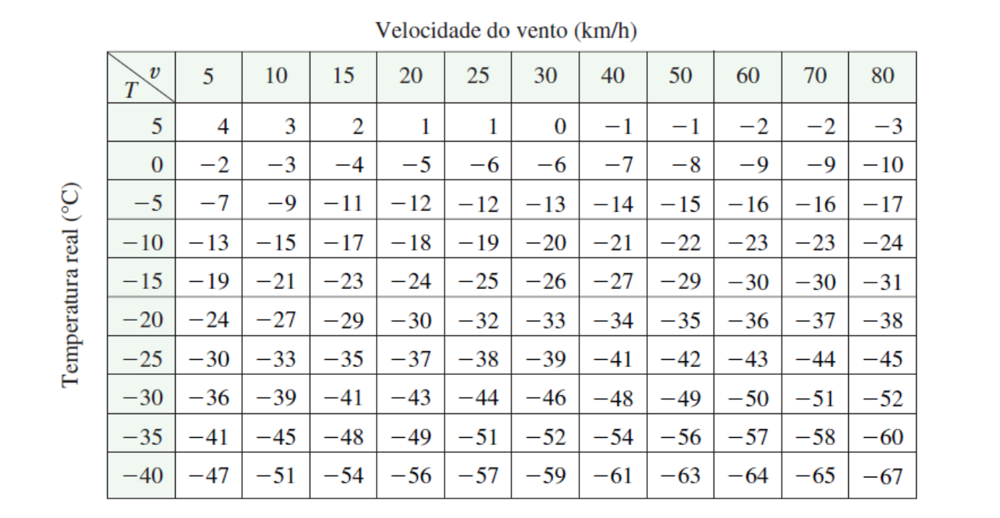 Velocidade do vento (km/h)
v
T 5 10 15 20 25 30 40 50 60 70 80
5 4 3 2 1 1 0 −1 −1 −2 −2 −3
0 −2 −3 −4 −5 −6 −6 −7 −8 −9 −9 −10
−5 −7 −9 −11 −12 −12 −13 −14 −15 −16 −16 −17
−10 −13 −15 −17 −18 −19 −20 −21 −22 −23 −23 −24
−15 −19 −21 −23 −24 −25 −26 −27 −29 −30 −30 −31
−20 −24 −27 −29 −30 −32 −33 −34 −35 −36 −37 −38
−25 −30 −33 −35 −37 −38 −39 −41 −42 −43 −44 −45
−30 −36 −39 −41 −43 −44 −46 −48 −49 −50 −51 −52
−35 −41 −45 −48 −49 −51 −52 −54 −56 −57 −58 −60
−40 −47 −51 −54 −56 −57 −59 −61 −63 −64 −65 −67
Temperatura real (°C)